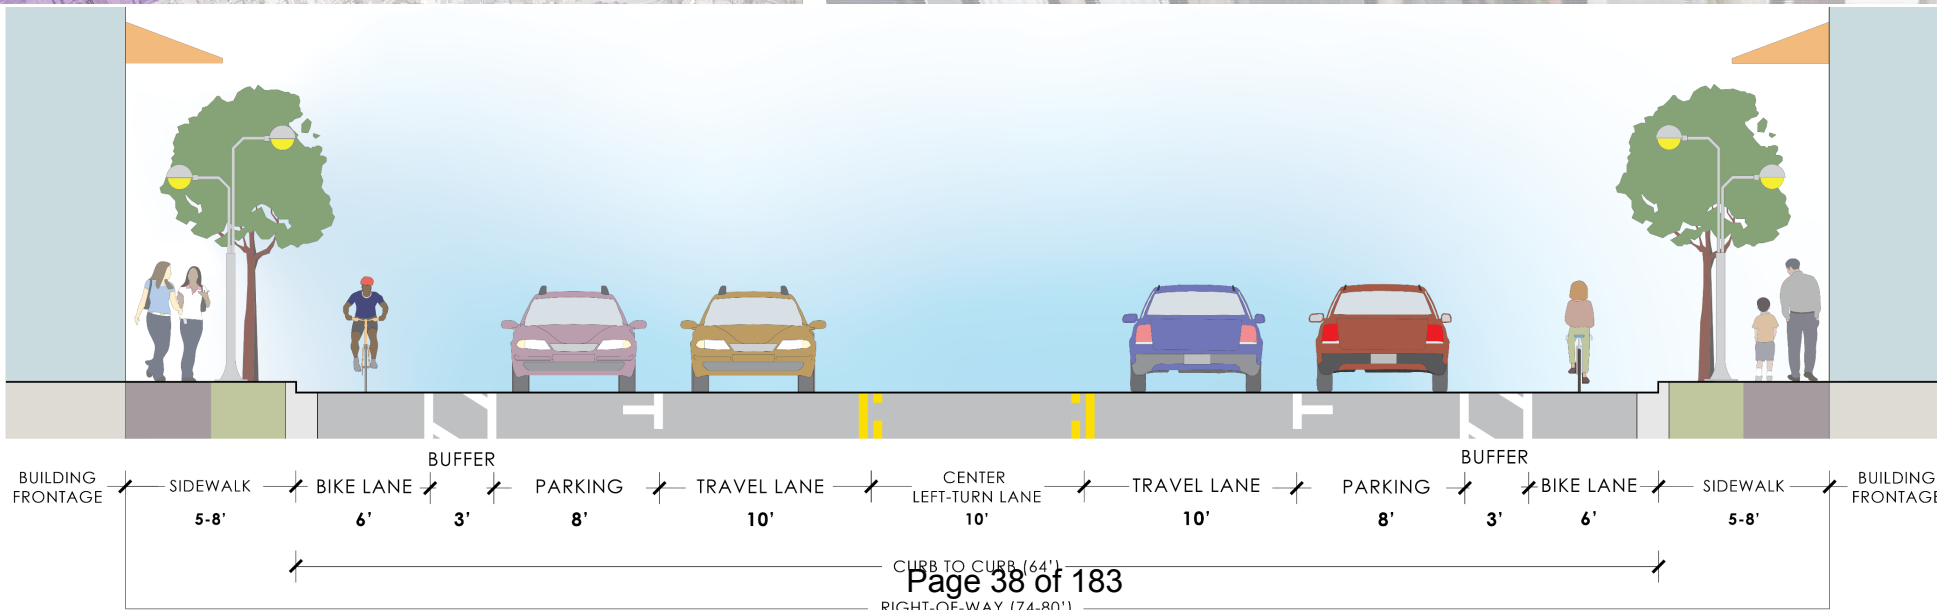 BUFFER
BUFFER
BUILDING FRONTAGE
SIDEWALK
BIKE LANE
PARKING
TRAVEL LANE
CENTER LEFT-TURN LANE
TRAVEL LANE
PARKING
BIKE LANE
SIDEWALK
BUILDING FRONTAGE
5-8’
6’
3’
8’
10’
10’
10’
8’
3’
6’
5-8’
CURB TO CURB (64’)
Page 38 of 183
RIGHT-OF-WAY (74-80’)